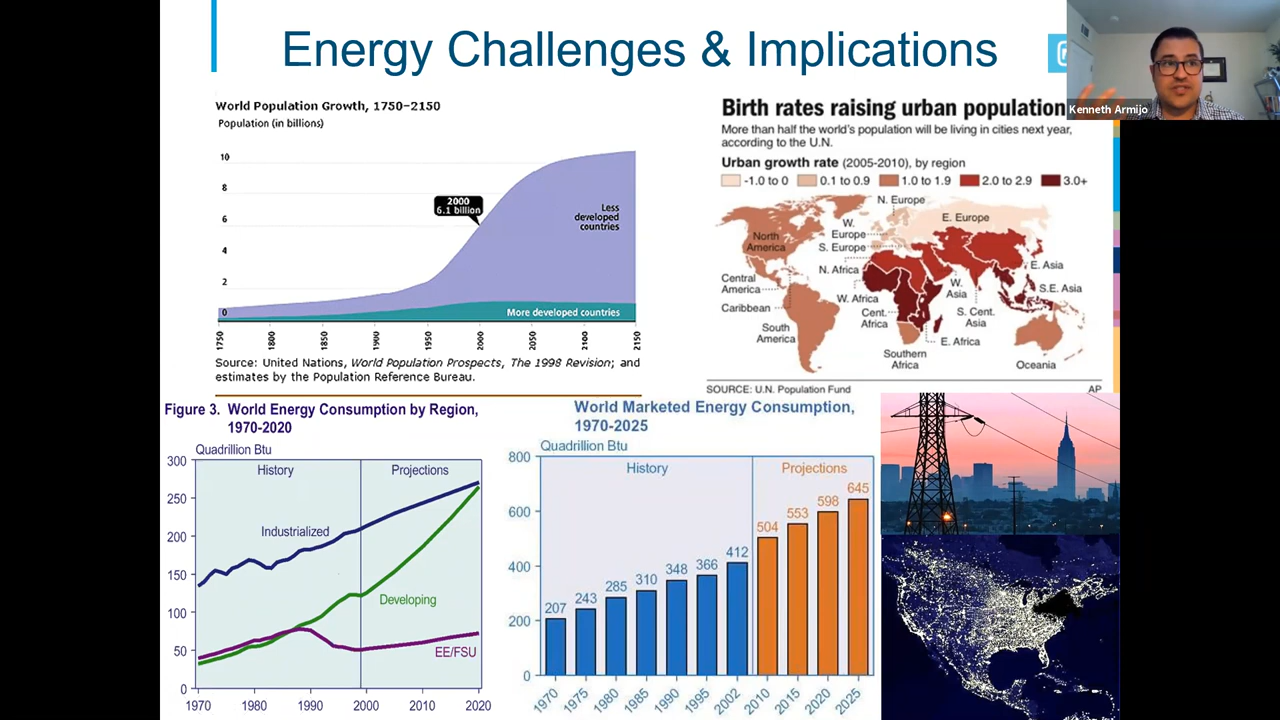 Energy Challenges & Implications
Kenneth Armijo
World Population Growth, 1750–2150
Population (in billions)
10
8
6
4
2
0
2000
6.1 billion
Less
developed
countries
More developed countries
1750
1800
1850
1900
1950
2000
2050
2100
2150
Source: United Nations, World Population Prospects, The 1998 Revision; and
estimates by the Population Reference Bureau.
Birth rates raising urban population
More than half the world's population will be living in cities next year,
according to the U.N.
Urban growth rate (2005-2010), by region
-1.0 to 0 0.1 to 0.9 1.0 to 1.9 2.0 to 2.9 3.0+
N. Europe
W.
Europe
E. Europe
S. Europe
North
America
N. Africa
E. Asia
Central
America
W.
Asia
S.E. Asia
W. Africa
Caribbean
Cent.
Africa
S. Cent.
Asia
South
America
E. Africa
Southern
Africa
Oceania
SOURCE: U.N. Population Fund AP
Figure 3. World Energy Consumption by Region,
1970-2020
Quadrillion Btu
300
250
200
150
100
50
0
History Projections
Industrialized
Developing
EE/FSU
1970 1980 1990 2000 2010 2020
World Marketed Energy Consumption,
1970-2025
Quadrillion Btu
800
600
400
200
0
History Projections
207 243 285 310 348 366 412 504 553 598 645
1970 1975 1980 1985 1990 1995 2002 2010 2015 2020 2025